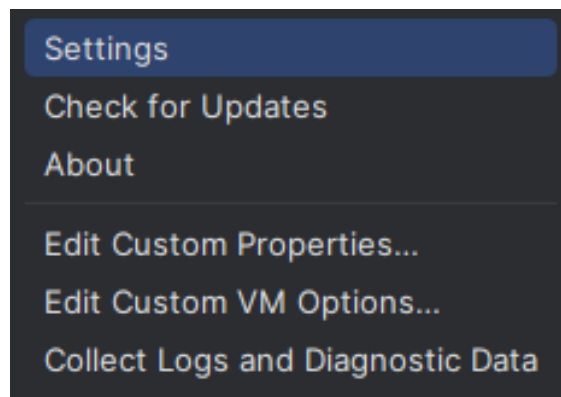 Settings
Check for Updates
About
Edit Custom Properties...
Edit Custom VM Options...
Collect Logs and Diagnostic Data